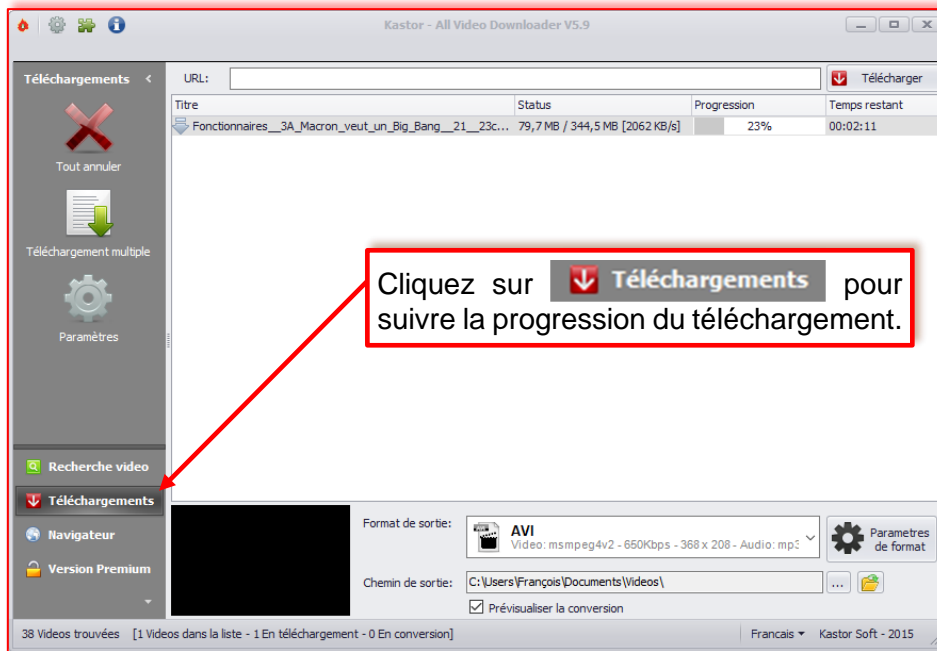 Kastor - All Video Downloader V5.9
Téléchargements <
URL:
Télécharger
Titre Status Progression Temps restant
Fonctionnaires__3A_Macron_veut_un_Big_Bang__21__23c... 79,7 MB / 344,5 MB [2062 KB/s] 23% 00:02:11
Tout annuler
Téléchargement multiple
Paramètres
Cliquez sur Téléchargements pour
suivre la progression du téléchargement.
Recherche video
Téléchargements
Navigateur
Version Premium
Format de sortie:
AVI
Video: msmpeg4v2 - 650Kbps - 368 x 208 - Audio: mp3
Parametres
de format
Chemin de sortie: C:\Users\François\Documents\Videos\ ...
Prévisualiser la conversion
38 Videos trouvées [1 Videos dans la liste - 1 En téléchargement - 0 En conversion] Francais Kastor Soft - 2015